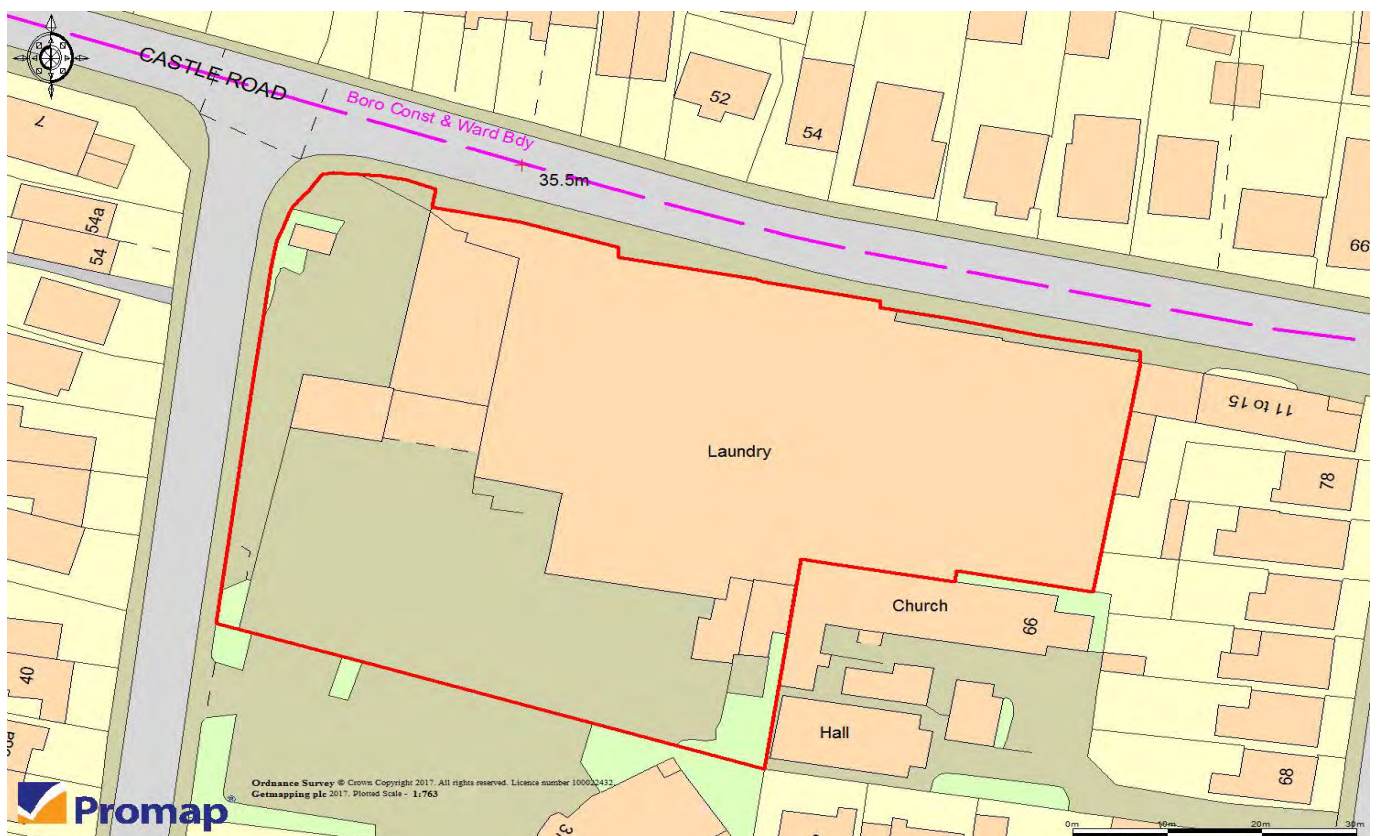 CASTLE ROAD
Boro Const & Ward Bdy
52
54
35.5m
7
54a
54
66
11 to 15
Laundry
78
Church
66
40
Hall
68
Ordnance Survey © Crown Copyright 2017. All rights reserved. Licence number 100022432.
Getmapping plc 2017. Plotted Scale - 1:763
Promap®
0m 10m 20m 30m